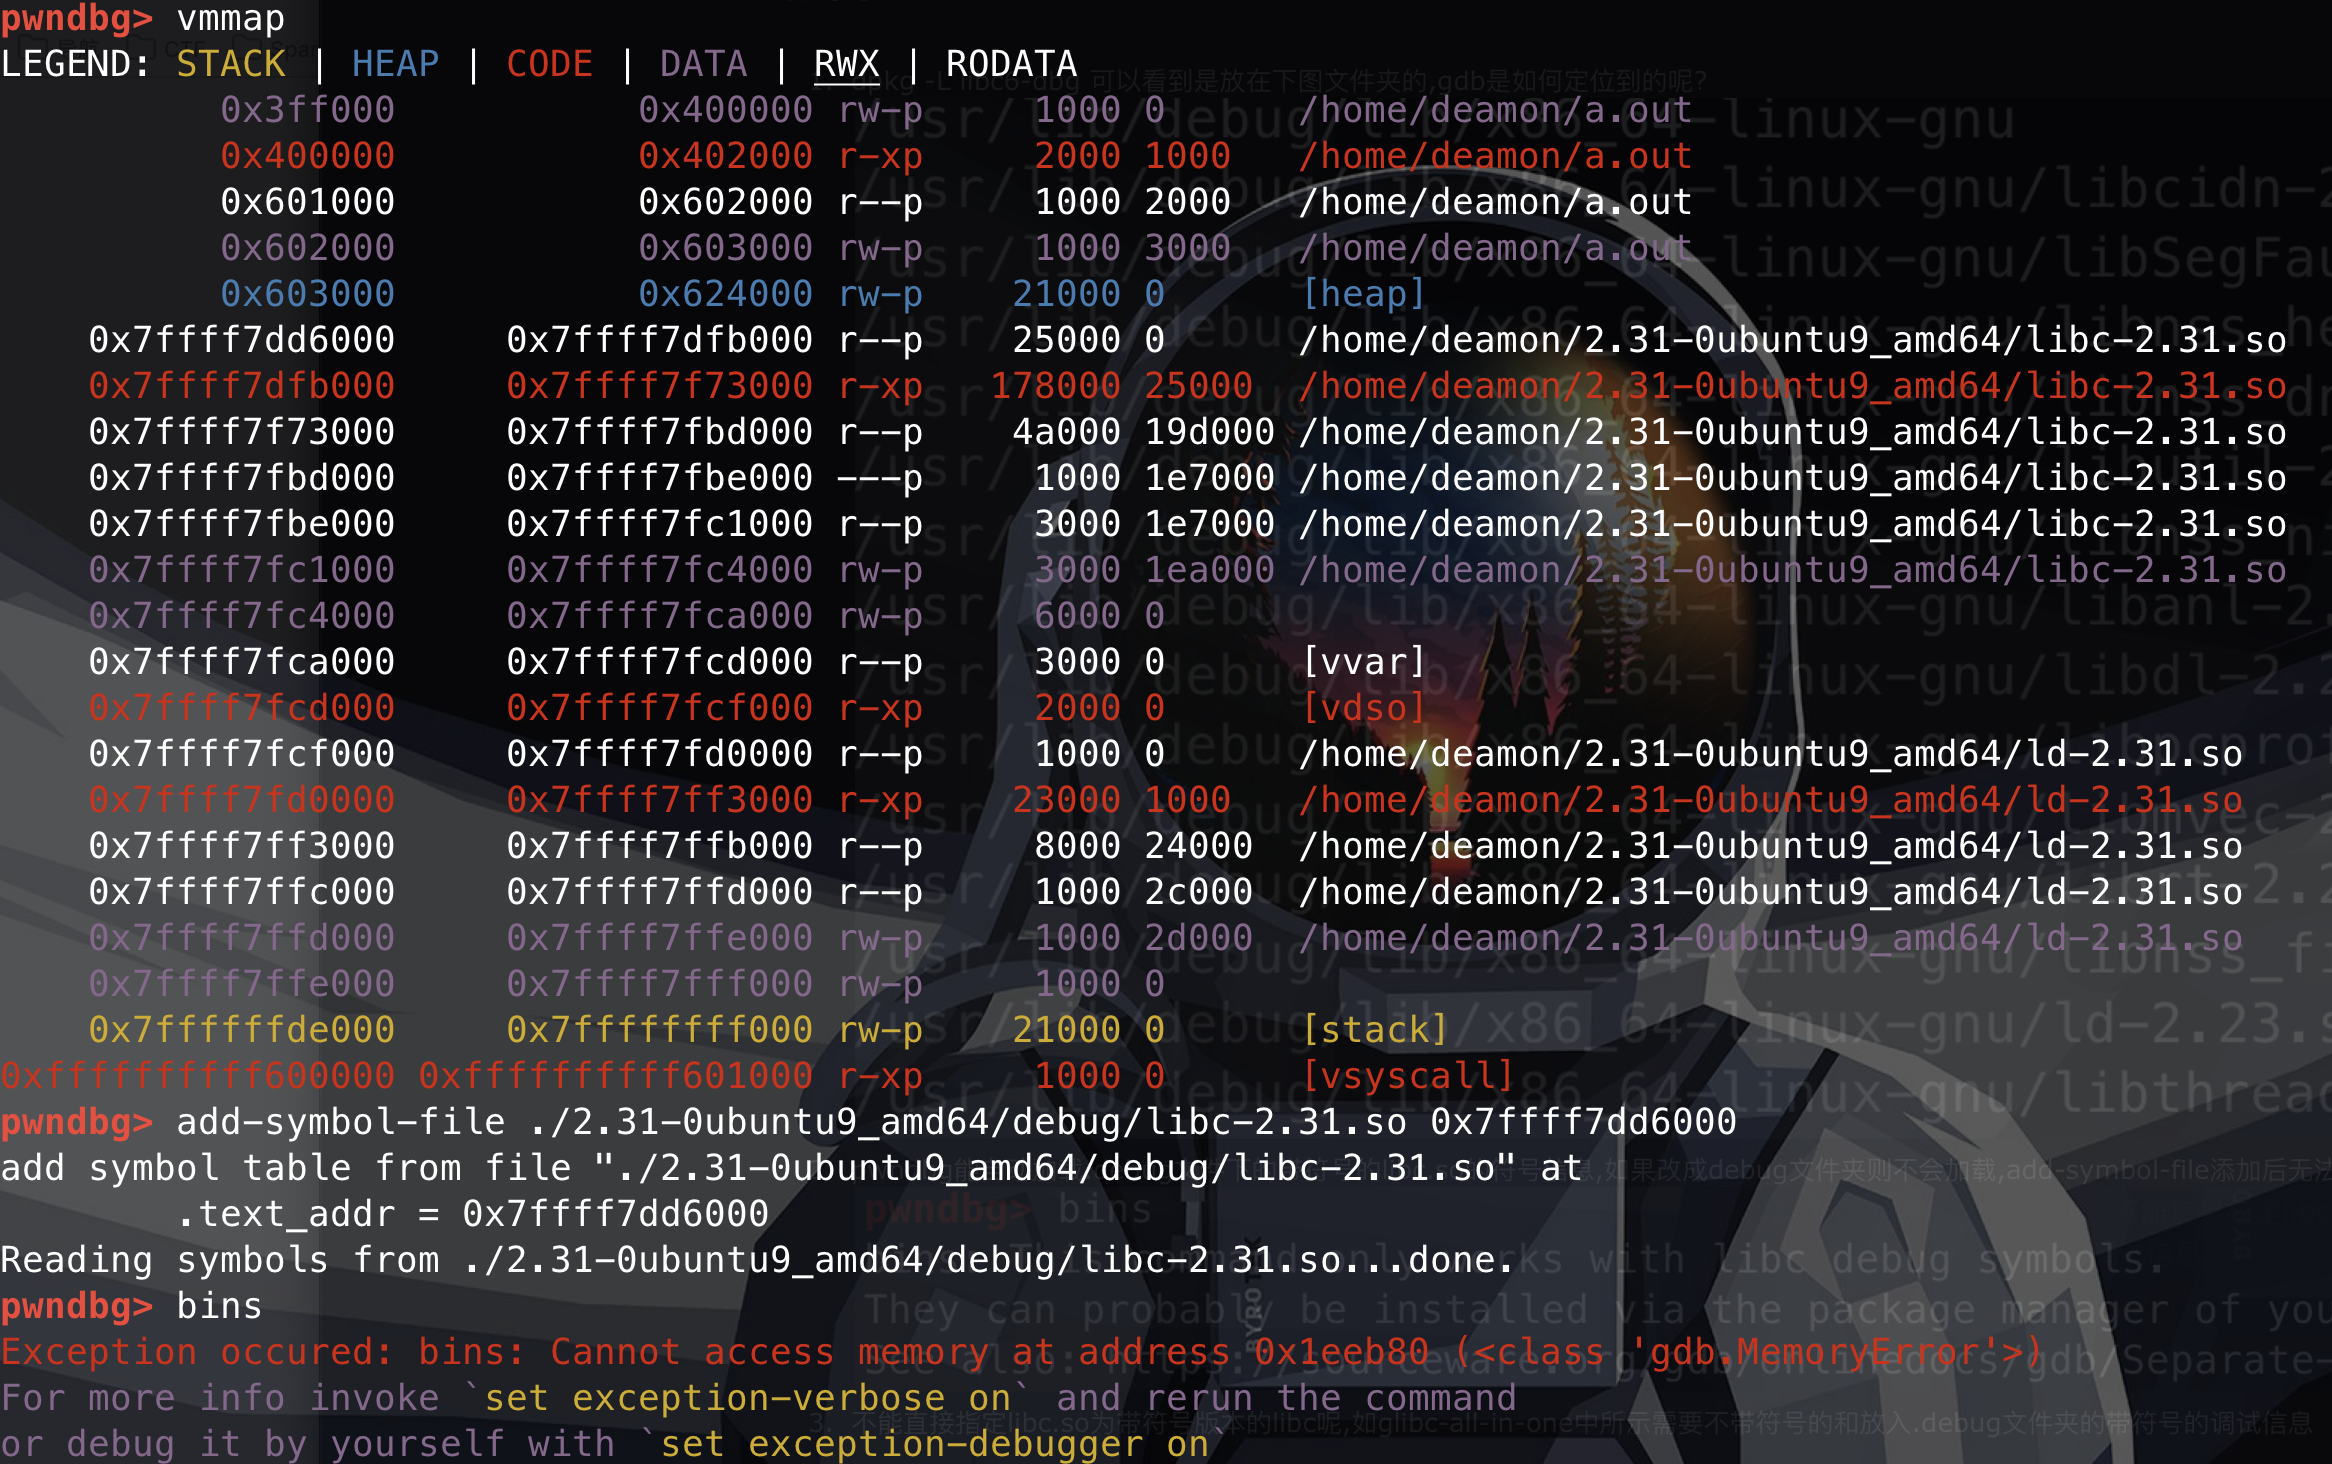 pwndbg> vmmap
LEGEND: STACK | HEAP | CODE | DATA | RWX | RODATA
0x3ff000 0x400000 rw-p 1000 0 /home/deamon/a.out
0x400000 0x402000 r-xp 2000 1000 /home/deamon/a.out
0x601000 0x602000 r--p 1000 2000 /home/deamon/a.out
0x602000 0x603000 rw-p 1000 3000 /home/deamon/a.out
0x603000 0x624000 rw-p 21000 0 [heap]
0x7ffff7dd6000 0x7ffff7dfb000 r--p 25000 0 /home/deamon/2.31-0ubuntu9_amd64/libc-2.31.so
0x7ffff7dfb000 0x7ffff7f73000 r-xp 178000 25000 /home/deamon/2.31-0ubuntu9_amd64/libc-2.31.so
0x7ffff7f73000 0x7ffff7fbd000 r--p 4a000 19d000 /home/deamon/2.31-0ubuntu9_amd64/libc-2.31.so
0x7ffff7fbd000 0x7ffff7fbe000 ---p 1000 1e7000 /home/deamon/2.31-0ubuntu9_amd64/libc-2.31.so
0x7ffff7fbe000 0x7ffff7fc1000 r--p 3000 1e7000 /home/deamon/2.31-0ubuntu9_amd64/libc-2.31.so
0x7ffff7fc1000 0x7ffff7fc4000 rw-p 3000 1ea000 /home/deamon/2.31-0ubuntu9_amd64/libc-2.31.so
0x7ffff7fc4000 0x7ffff7fca000 rw-p 6000 0
0x7ffff7fca000 0x7ffff7fcd000 r--p 3000 0 [vvar]
0x7ffff7fcd000 0x7ffff7fcf000 r-xp 2000 0 [vdso]
0x7ffff7fcf000 0x7ffff7fd0000 r--p 1000 0 /home/deamon/2.31-0ubuntu9_amd64/ld-2.31.so
0x7ffff7fd0000 0x7ffff7ff3000 r-xp 23000 1000 /home/deamon/2.31-0ubuntu9_amd64/ld-2.31.so
0x7ffff7ff3000 0x7ffff7ffb000 r--p 8000 24000 /home/deamon/2.31-0ubuntu9_amd64/ld-2.31.so
0x7ffff7ffc000 0x7ffff7ffd000 r--p 1000 2c000 /home/deamon/2.31-0ubuntu9_amd64/ld-2.31.so
0x7ffff7ffd000 0x7ffff7ffe000 rw-p 1000 2d000 /home/deamon/2.31-0ubuntu9_amd64/ld-2.31.so
0x7ffff7ffe000 0x7ffff7fff000 rw-p 1000 0
0x7ffffffde000 0x7ffffffff000 rw-p 21000 0 [stack]
0xffffffffff600000 0xffffffffff601000 r-xp 1000 0 [vsyscall]
pwndbg> add-symbol-file ./2.31-0ubuntu9_amd64/debug/libc-2.31.so 0x7ffff7dd6000
add symbol table from file "./2.31-0ubuntu9_amd64/debug/libc-2.31.so" at
.text_addr = 0x7ffff7dd6000
Reading symbols from ./2.31-0ubuntu9_amd64/debug/libc-2.31.so...done.
pwndbg> bins
Exception occured: bins: Cannot access memory at address 0x1eeb80 (<class 'gdb.MemoryError'>)
For more info invoke `set exception-verbose on` and rerun the command
or debug it by yourself with `set exception-debugger on`